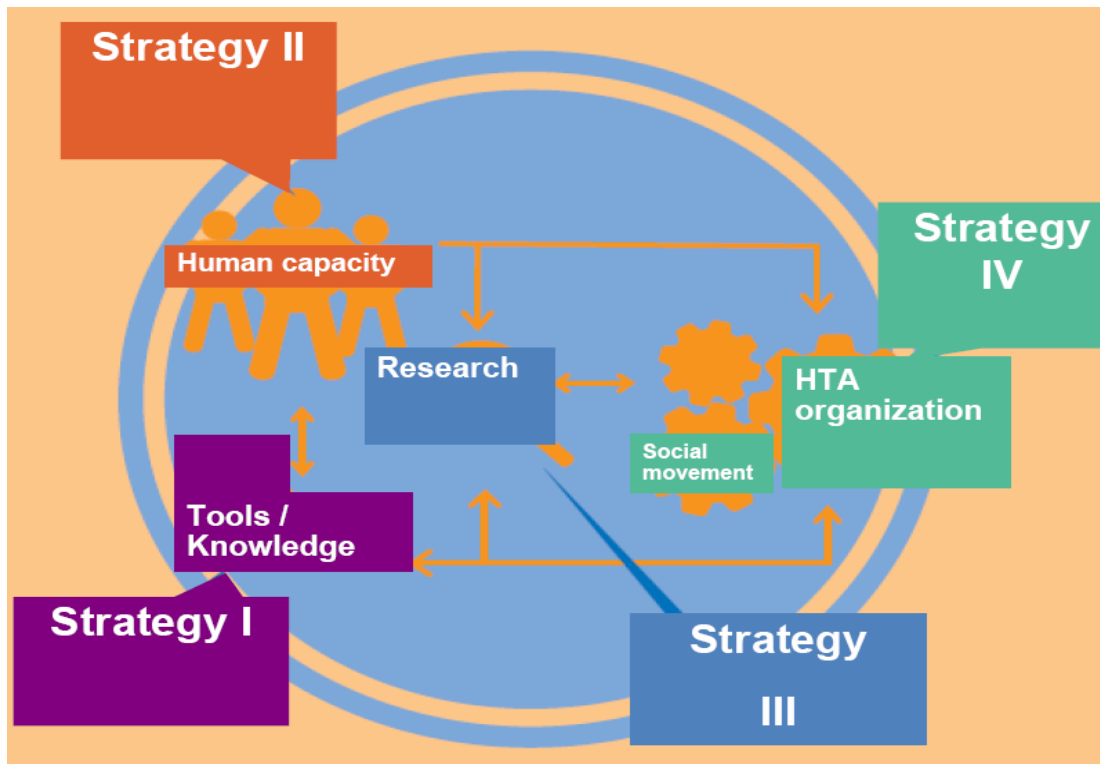 Strategy II
Human capacity
Strategy
IV
Research
HTA
organization
Social
movement
Tools /
Knowledge
Strategy I
Strategy
III